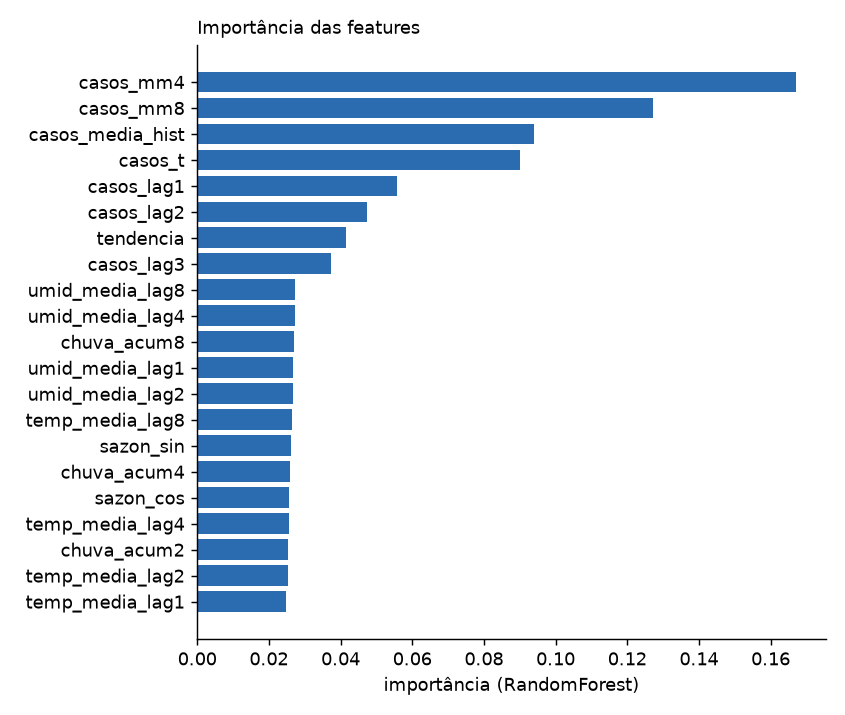 Importância das features
casos_mm4
casos_mm8
casos_media_hist
casos_t
casos_lag1
casos_lag2
tendencia
casos_lag3
umid_media_lag8
umid_media_lag4
chuva_acum8
umid_media_lag1
umid_media_lag2
temp_media_lag8
sazon_sin
chuva_acum4
sazon_cos
temp_media_lag4
chuva_acum2
temp_media_lag2
temp_media_lag1
0.00 0.02 0.04 0.06 0.08 0.10 0.12 0.14 0.16
importância (RandomForest)